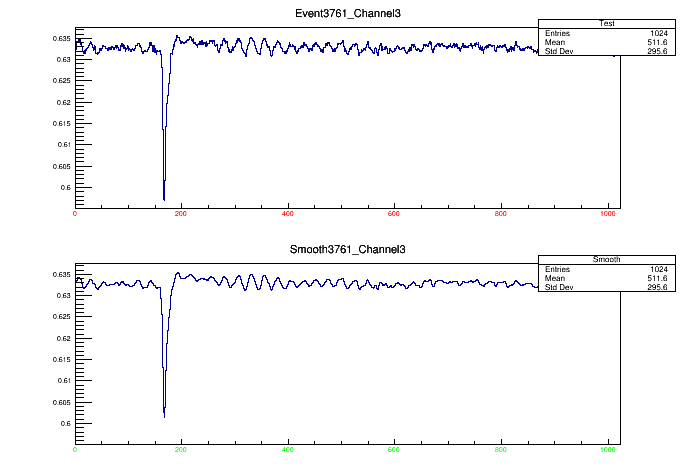 Event3761_Channel3
Test
Entries 1024
Mean 511.6
Std Dev 295.6
0.635
0.63
0.625
0.62
0.615
0.61
0.605
0.6
0 200 400 600 800 1000
Smooth3761_Channel3
Smooth
Entries 1024
Mean 511.6
Std Dev 295.6
0.635
0.63
0.625
0.62
0.615
0.61
0.605
0.6
0 200 400 600 800 1000